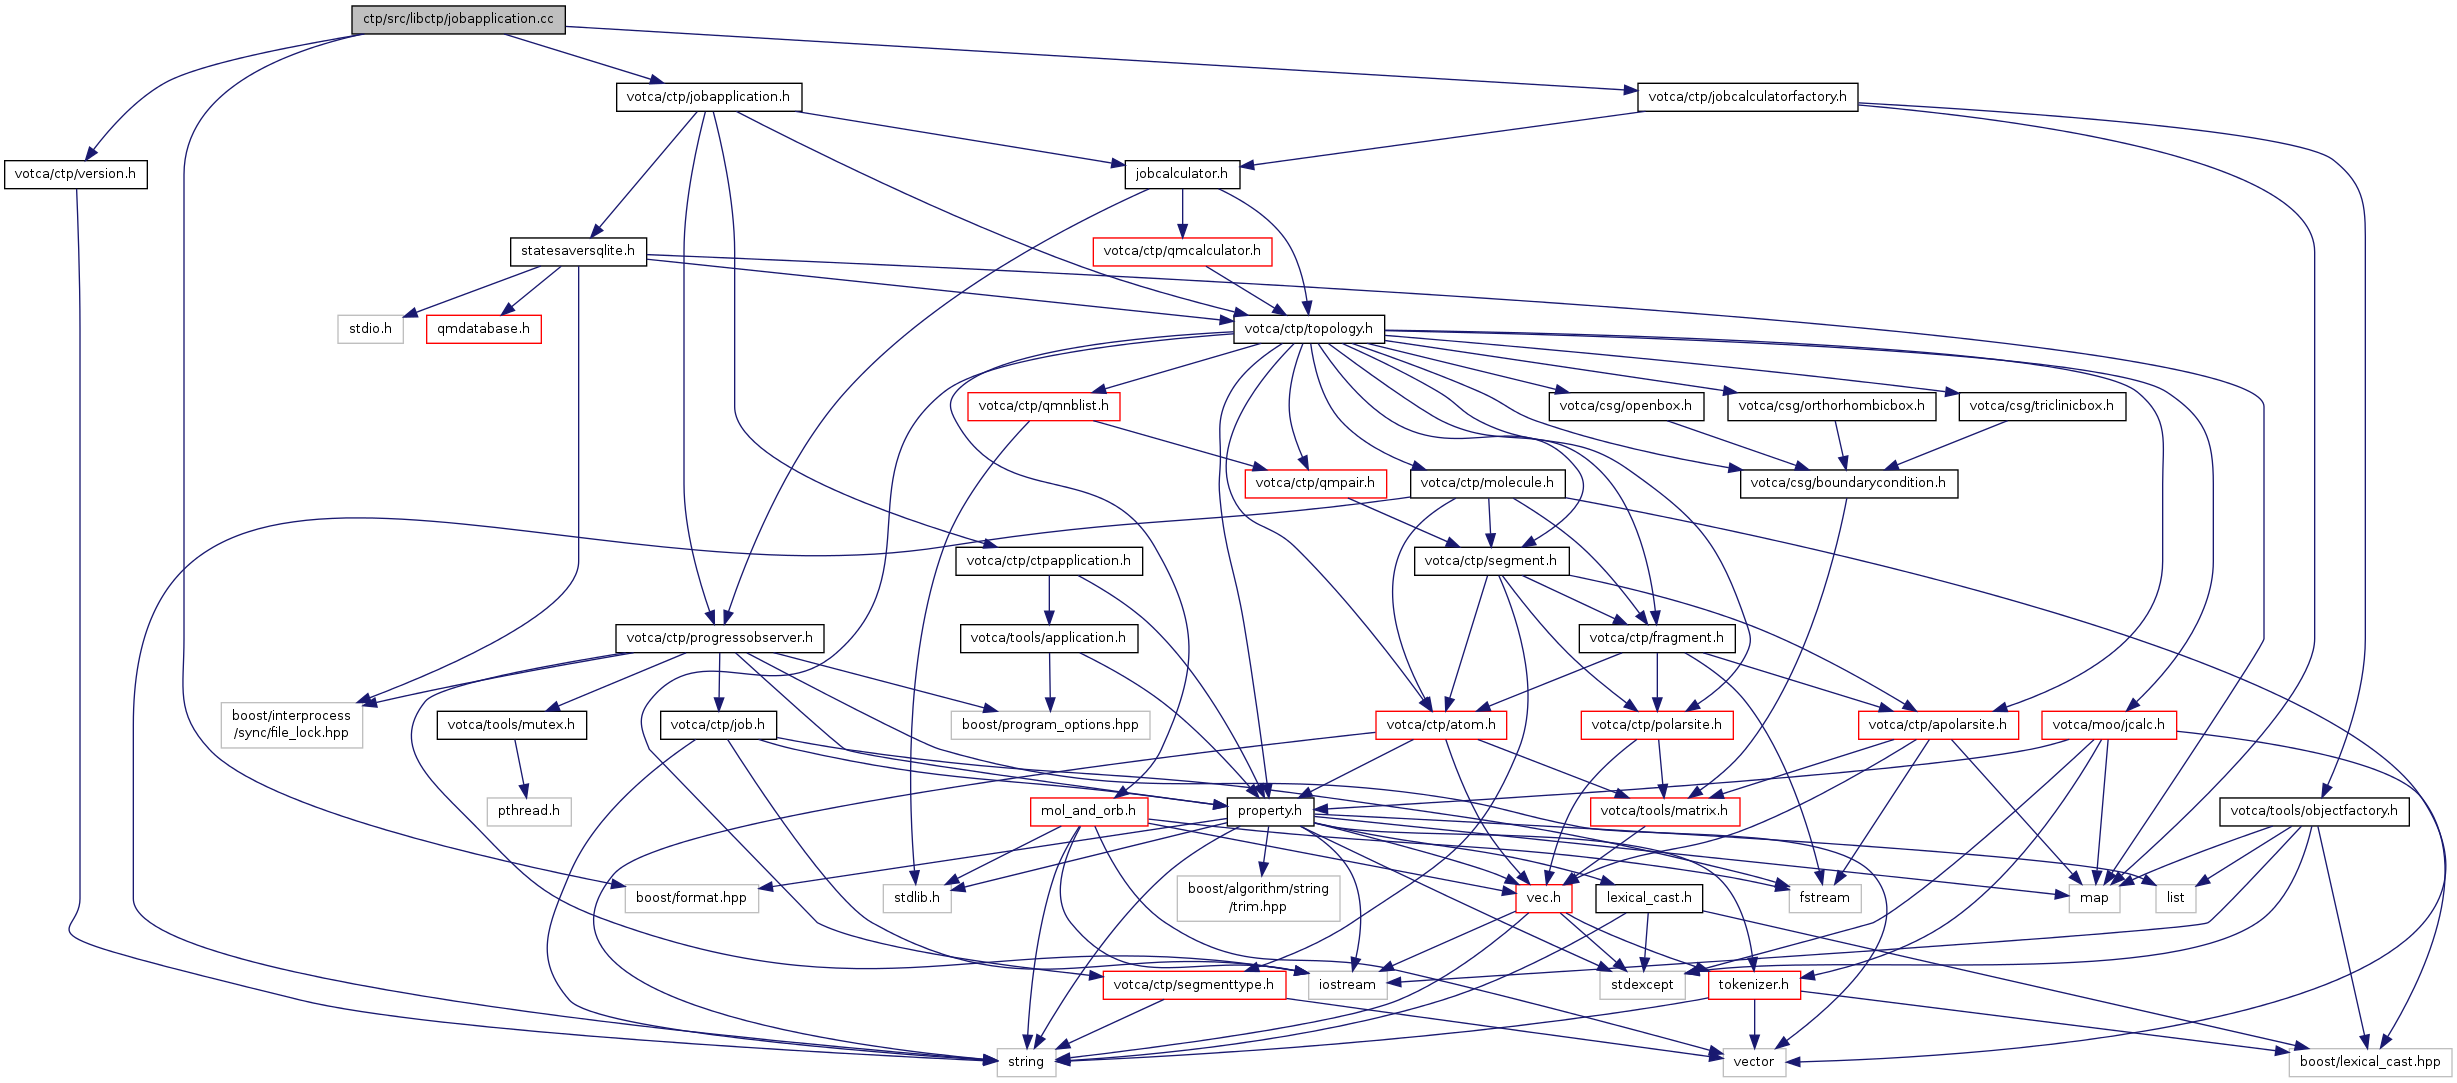 ctp/src/libctp/jobapplication.cc
votca/ctp/jobapplication.h
votca/ctp/jobcalculatorfactory.h
votca/ctp/version.h
jobcalculator.h
statesaversqlite.h
votca/ctp/qmcalculator.h
stdio.h
qmdatabase.h
votca/ctp/topology.h
votca/ctp/qmnblist.h
votca/csg/openbox.h
votca/csg/orthorhombicbox.h
votca/csg/triclinicbox.h
votca/ctp/qmpair.h
votca/ctp/molecule.h
votca/csg/boundarycondition.h
votca/ctp/ctpapplication.h
votca/ctp/segment.h
votca/ctp/progressobserver.h
votca/tools/application.h
votca/ctp/fragment.h
boost/interprocess
/sync/file_lock.hpp
votca/tools/mutex.h
votca/ctp/job.h
boost/program_options.hpp
votca/ctp/atom.h
votca/ctp/polarsite.h
votca/ctp/apolarsite.h
votca/moo/jcalc.h
pthread.h
mol_and_orb.h
property.h
votca/tools/matrix.h
votca/tools/objectfactory.h
boost/format.hpp
stdlib.h
boost/algorithm/string
/trim.hpp
vec.h
lexical_cast.h
fstream
map
list
votca/ctp/segmenttype.h
iostream
stdexcept
tokenizer.h
string
vector
boost/lexical_cast.hpp